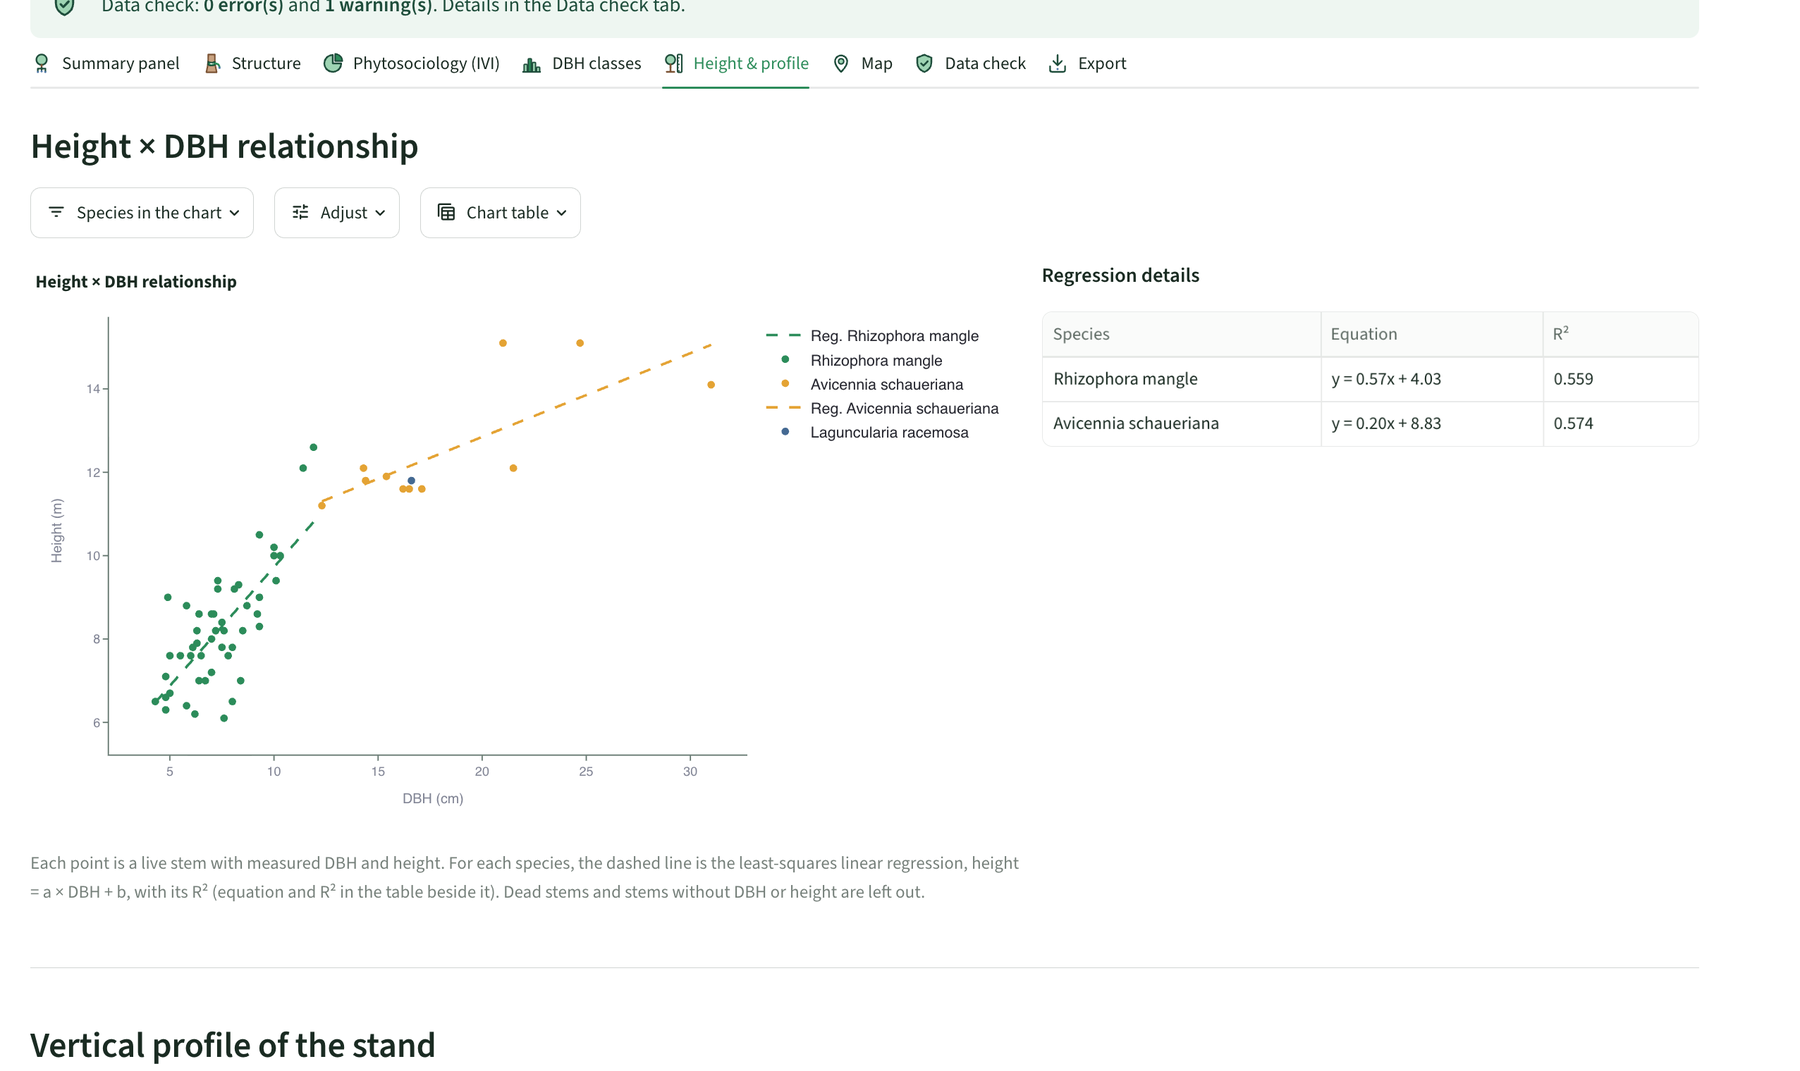 Data check: 0 error(s) and 1 warning(s). Details in the Data check tab.
Summary panel Structure Phytosociology (IVI) DBH classes Height & profile Map Data check Export
Height × DBH relationship
Species in the chart Adjust Chart table
Height × DBH relationship
Reg. Rhizophora mangle
Rhizophora mangle
Avicennia schaueriana
Reg. Avicennia schaueriana
Laguncularia racemosa
14
12
10
8
6
Height (m)
5 10 15 20 25 30
DBH (cm)
Regression details
Species Equation R²
Rhizophora mangle y = 0.57x + 4.03 0.559
Avicennia schaueriana y = 0.20x + 8.83 0.574
Each point is a live stem with measured DBH and height. For each species, the dashed line is the least-squares linear regression, height
= a × DBH + b, with its R² (equation and R² in the table beside it). Dead stems and stems without DBH or height are left out.
Vertical profile of the stand